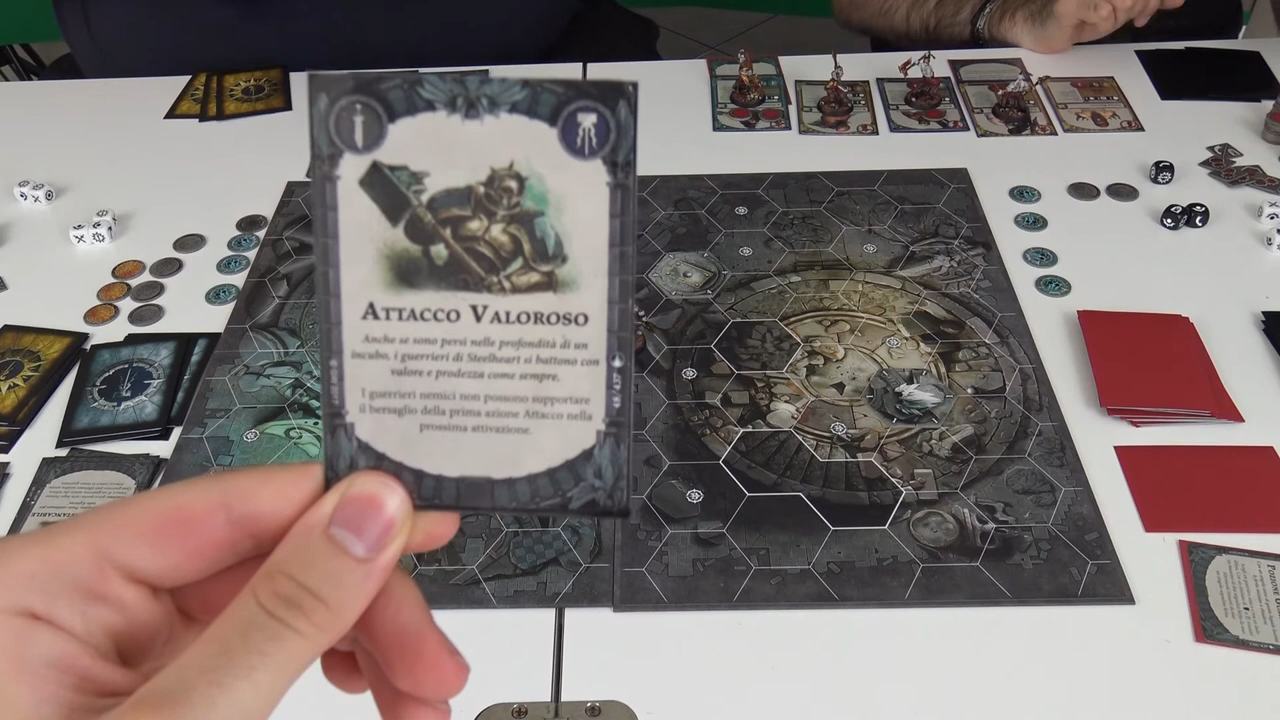 ATTACCO VALOROSO
Anche se sono persi nelle profondità di un
incubo, i guerrieri di Steelheart si battono con
valore e prodezza come sempre.
I guerrieri nemici non possono supportare
il bersaglio della prima azione Attacco nella
prossima attivazione.